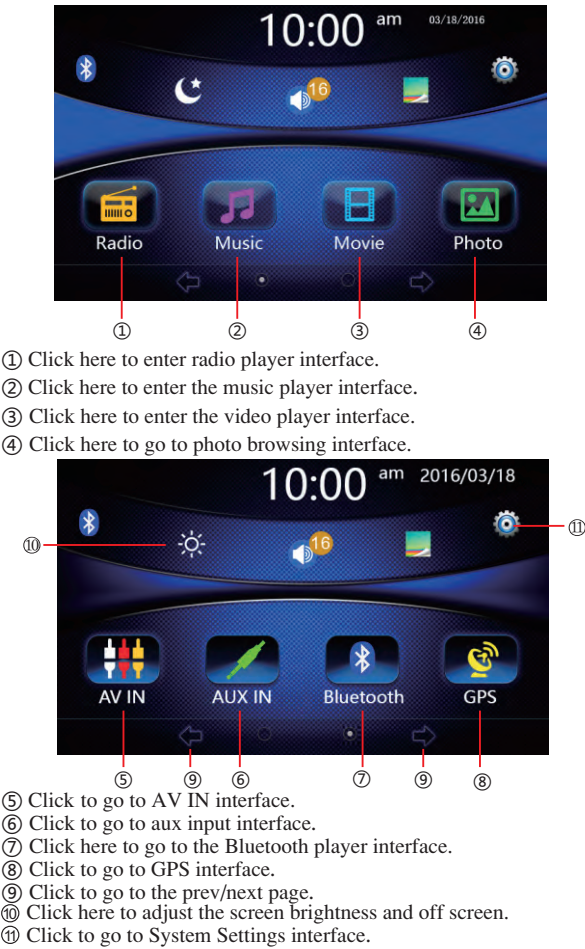 10:00 am 03/18/2016
16
Radio Music Movie Photo
① ② ③ ④
① Click here to enter radio player interface.
② Click here to enter the music player interface.
③ Click here to enter the video player interface.
④ Click here to go to photo browsing interface.
10:00 am 2016/03/18
⑪
⑩ 16
AV IN AUX IN Bluetooth GPS
⑤ ⑨ ⑥ ⑦ ⑨ ⑧
⑤ Click to go to AV IN interface.
⑥ Click to go to aux input interface.
⑦ Click here to go to the Bluetooth player interface.
⑧ Click to go to GPS interface.
⑨ Click to go to the prev/next page.
⑩ Click here to adjust the screen brightness and off screen.
⑪ Click to go to System Settings interface.